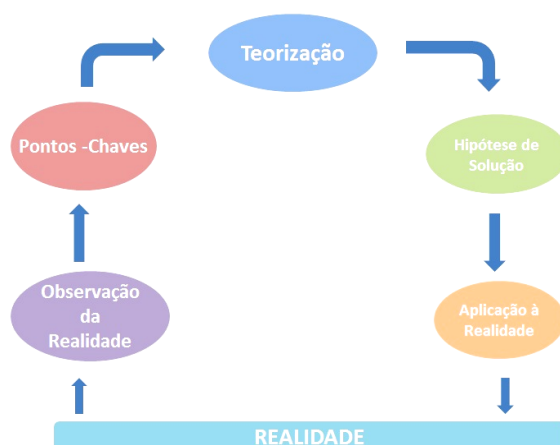 Teorização
Pontos -Chaves
Hipótese de
Solução
Observação
da
Realidade
Aplicação à
Realidade
REALIDADE